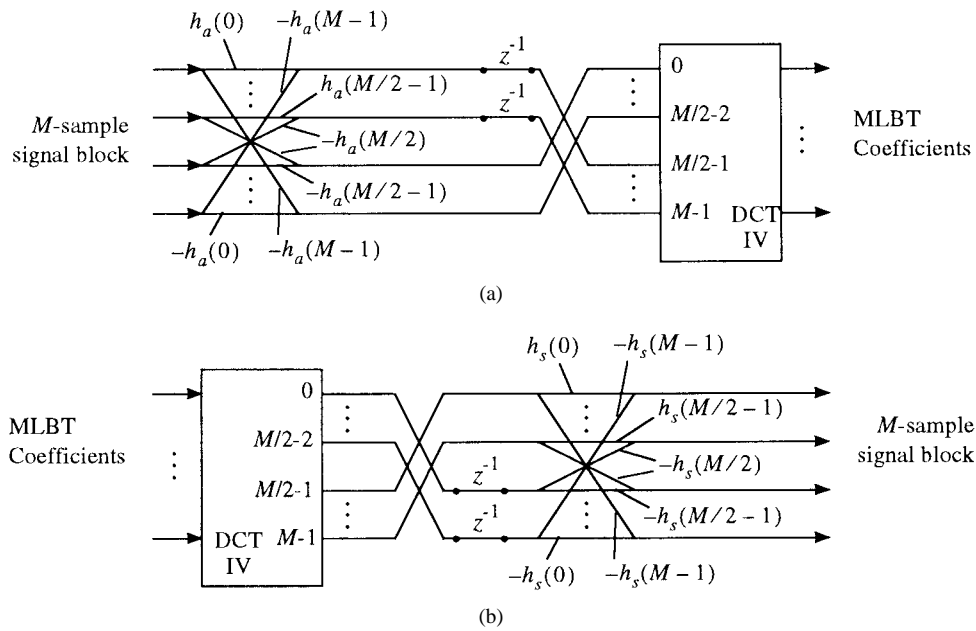 h_a(0)
−h_a(M−1)
z^{-1}
0
h_a(M/2−1)
z^{-1}
M/2-2
−h_a(M/2)
M-sample
signal block
M/2-1
−h_a(M/2−1)
M-1
DCT
IV
−h_a(0)
−h_a(M−1)
MLBT
Coefficients
(a)
h_s(0)
−h_s(M−1)
0
h_s(M/2−1)
MLBT
Coefficients
M/2-2
−h_s(M/2)
M-sample
signal block
M/2-1
z^{-1}
−h_s(M/2−1)
DCT
IV
M-1
z^{-1}
−h_s(0)
−h_s(M−1)
(b)